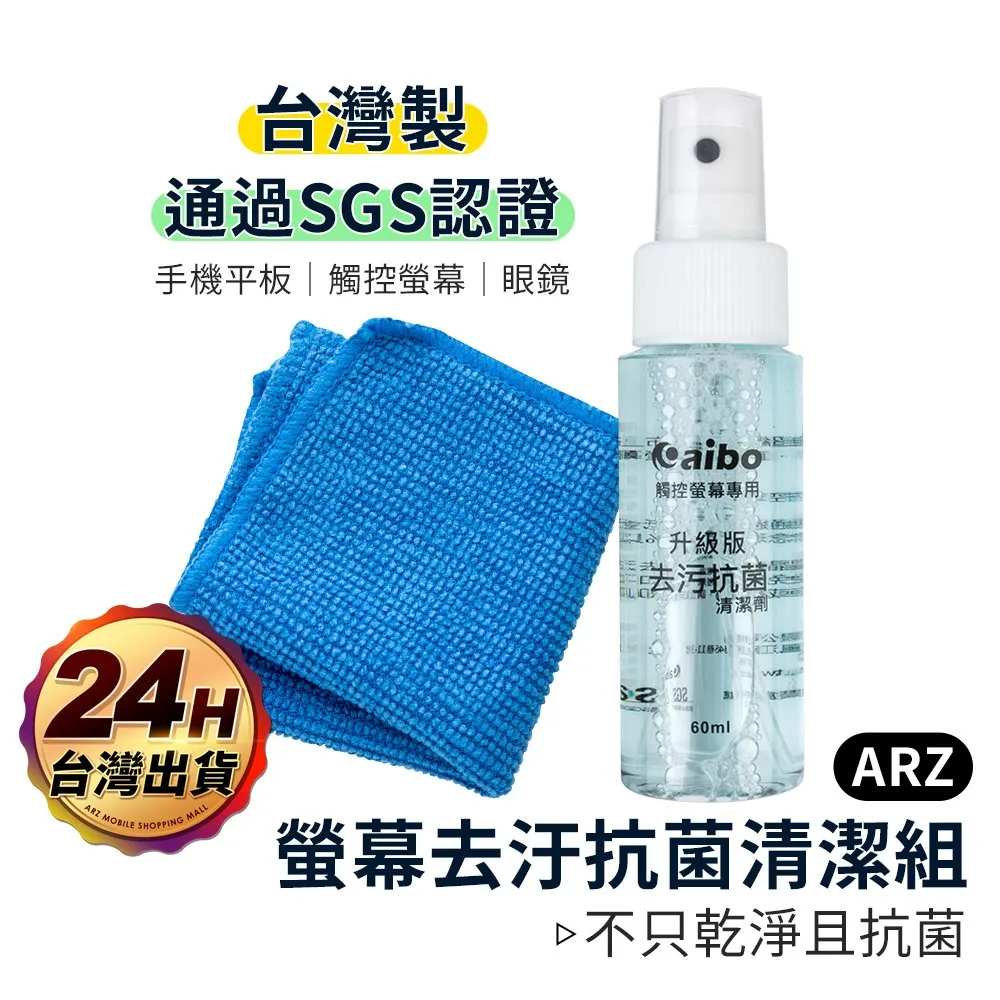 台灣製
通過SGS認證
手機平板｜觸控螢幕｜眼鏡
aibo
觸控螢幕專用
升級版
去污抗菌
清潔劑
SGS
60ml
24H
台灣出貨
ARZ MOBILE SHOPPING MALL
ARZ
螢幕去汙抗菌清潔組
▷不只乾淨且抗菌